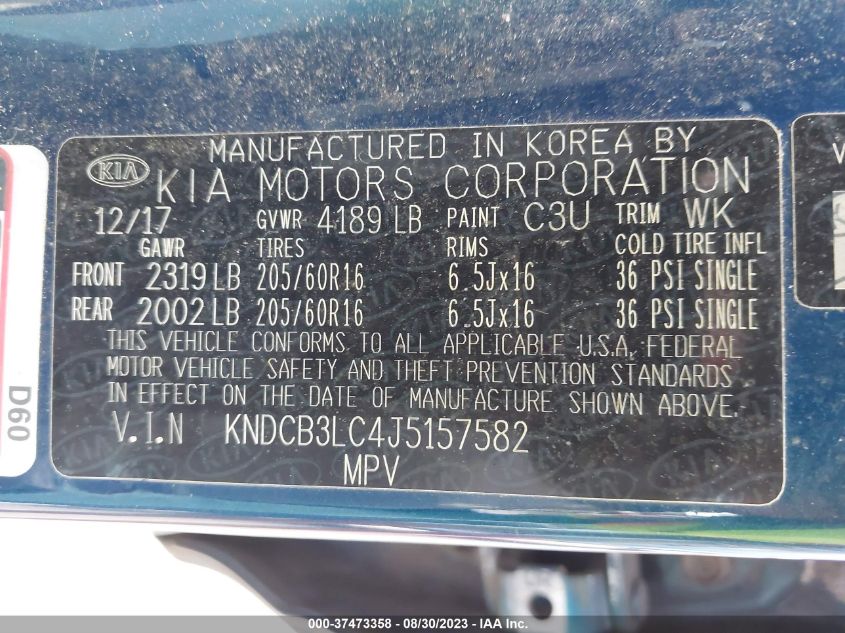 MANUFACTURED IN KOREA BY
KIA KIA MOTORS CORPORATION
12/17 GVWR 4189 LB PAINT C3U TRIM WK
GAWR TIRES RIMS COLD TIRE INFL
FRONT 2319 LB 205/60R16 6.5Jx16 36 PSI SINGLE
REAR 2002 LB 205/60R16 6.5Jx16 36 PSI SINGLE
THIS VEHICLE CONFORMS TO ALL APPLICABLE U.S.A. FEDERAL
MOTOR VEHICLE SAFETY AND THEFT PREVENTION STANDARDS
IN EFFECT ON THE DATE OF MANUFACTURE SHOWN ABOVE.
V.I.N KNDCB3LC4J5157582
MPV
D60
V
000-37473358 - 08/30/2023 - IAA Inc.